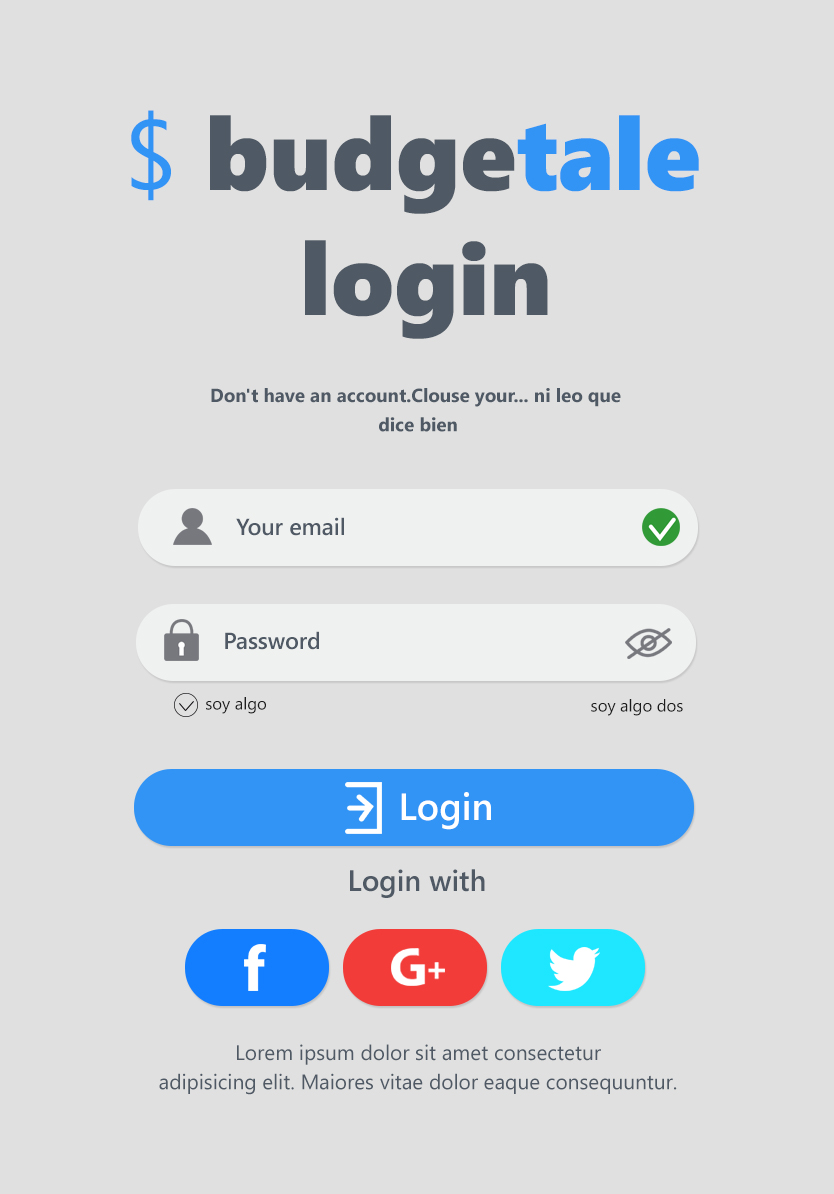 $ budgetale
login
Don't have an account.Clouse your... ni leo que
dice bien
Your email
Password
soy algo
soy algo dos
Login
Login with
f G+
Lorem ipsum dolor sit amet consectetur
adipisicing elit. Maiores vitae dolor eaque consequuntur.